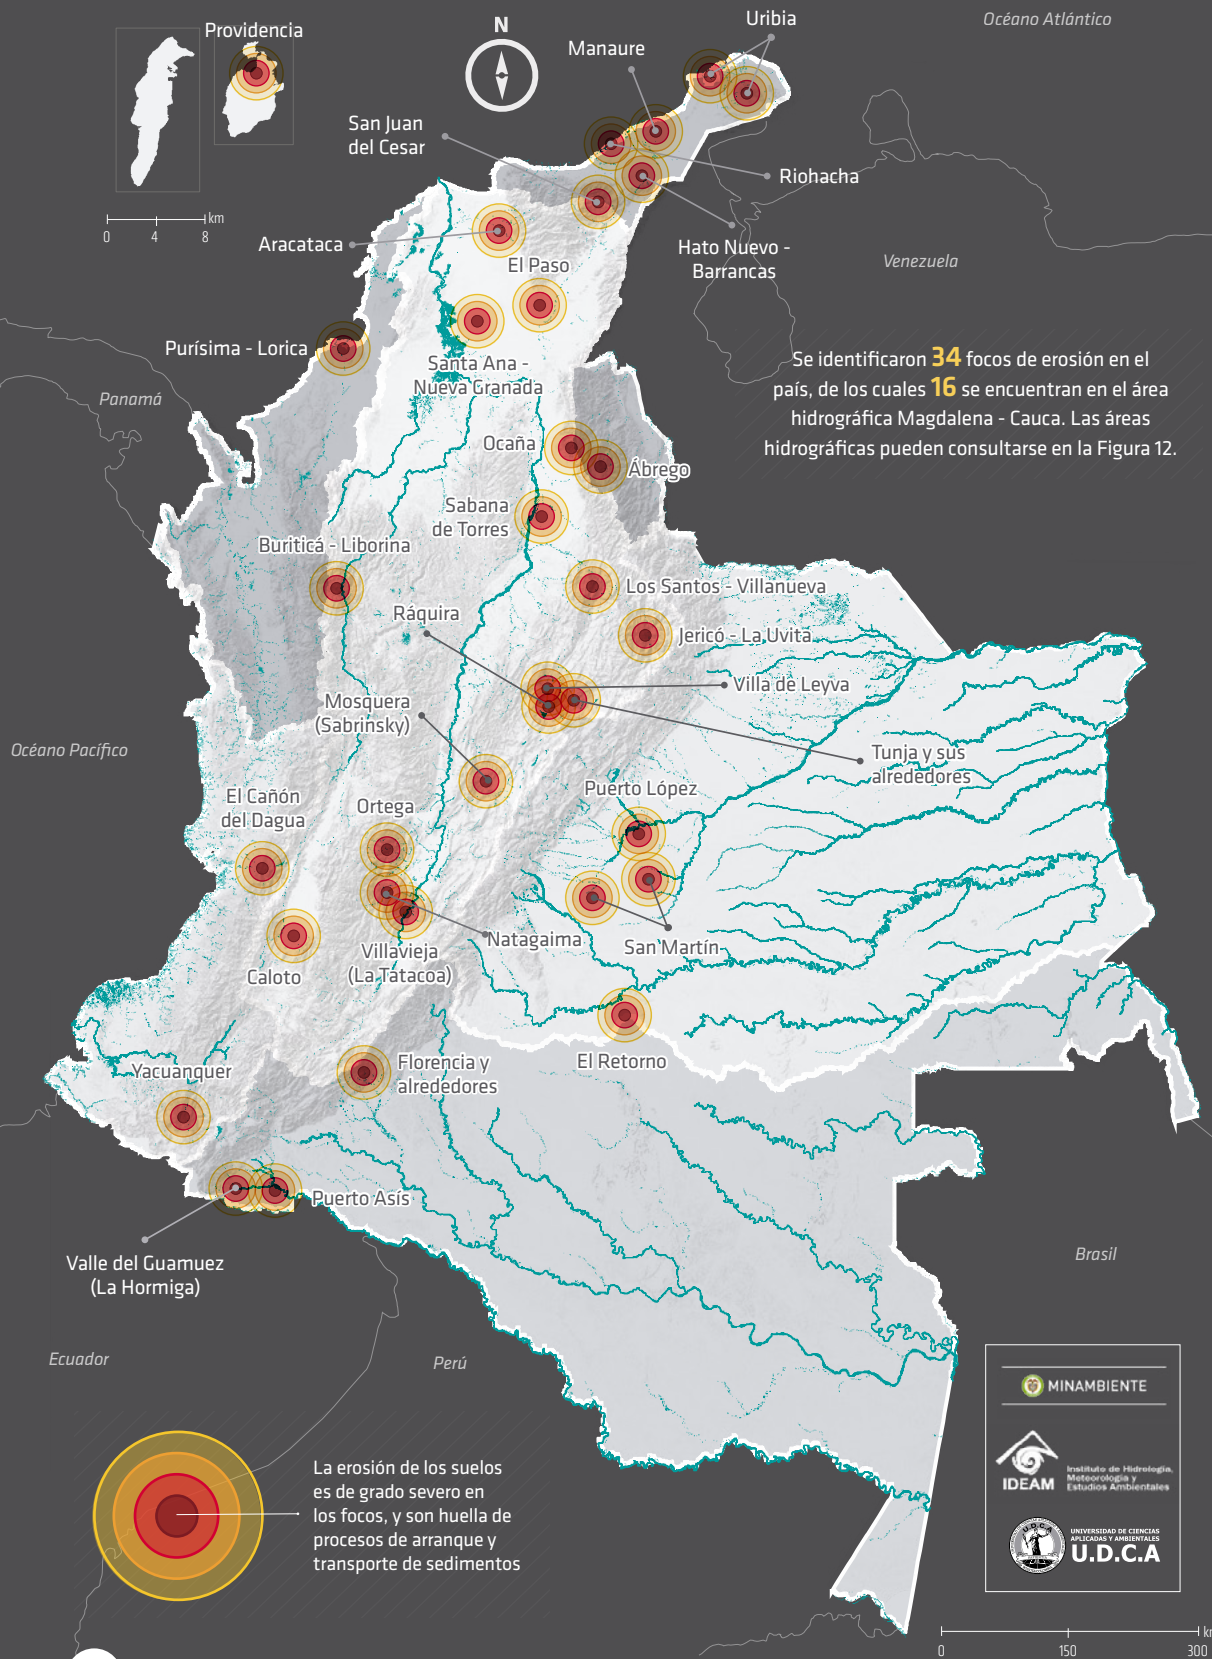 Providencia
N
Uribia
Océano Atlántico
Manaure
San Juan
del Cesar
Riohacha
km
0 4 8
Aracataca
Hato Nuevo -
Barrancas
Venezuela
El Paso
Purísima - Lorica
Santa Ana -
Nueva Granada
Se identificaron 34 focos de erosión en el
país, de los cuales 16 se encuentran en el área
hidrográfica Magdalena - Cauca. Las áreas
hidrográficas pueden consultarse en la Figura 12.
Panamá
Ocaña
Ábrego
Sabana
de Torres
Buriticá - Liborina
Los Santos - Villanueva
Ráquira
Jericó - La Uvita
Villa de Leyva
Mosquera
(Sabrinsky)
Océano Pacífico
Tunja y sus
alrededores
Puerto López
El Cañón
del Dagua
Ortega
Natagaima
San Martín
Villavieja
(La Tatacoa)
Caloto
El Retorno
Florencia y
alrededores
Yacuanquer
Puerto Asís
Valle del Guamuez
(La Hormiga)
Brasil
Ecuador
Perú
La erosión de los suelos
es de grado severo en
los focos, y son huella de
procesos de arranque y
transporte de sedimentos
MINAMBIENTE
IDEAM
Instituto de Hidrología,
Meteorología y
Estudios Ambientales
U.D.C.A
UNIVERSIDAD DE CIENCIAS
APLICADAS Y AMBIENTALES
U.D.C.A
0 150 300